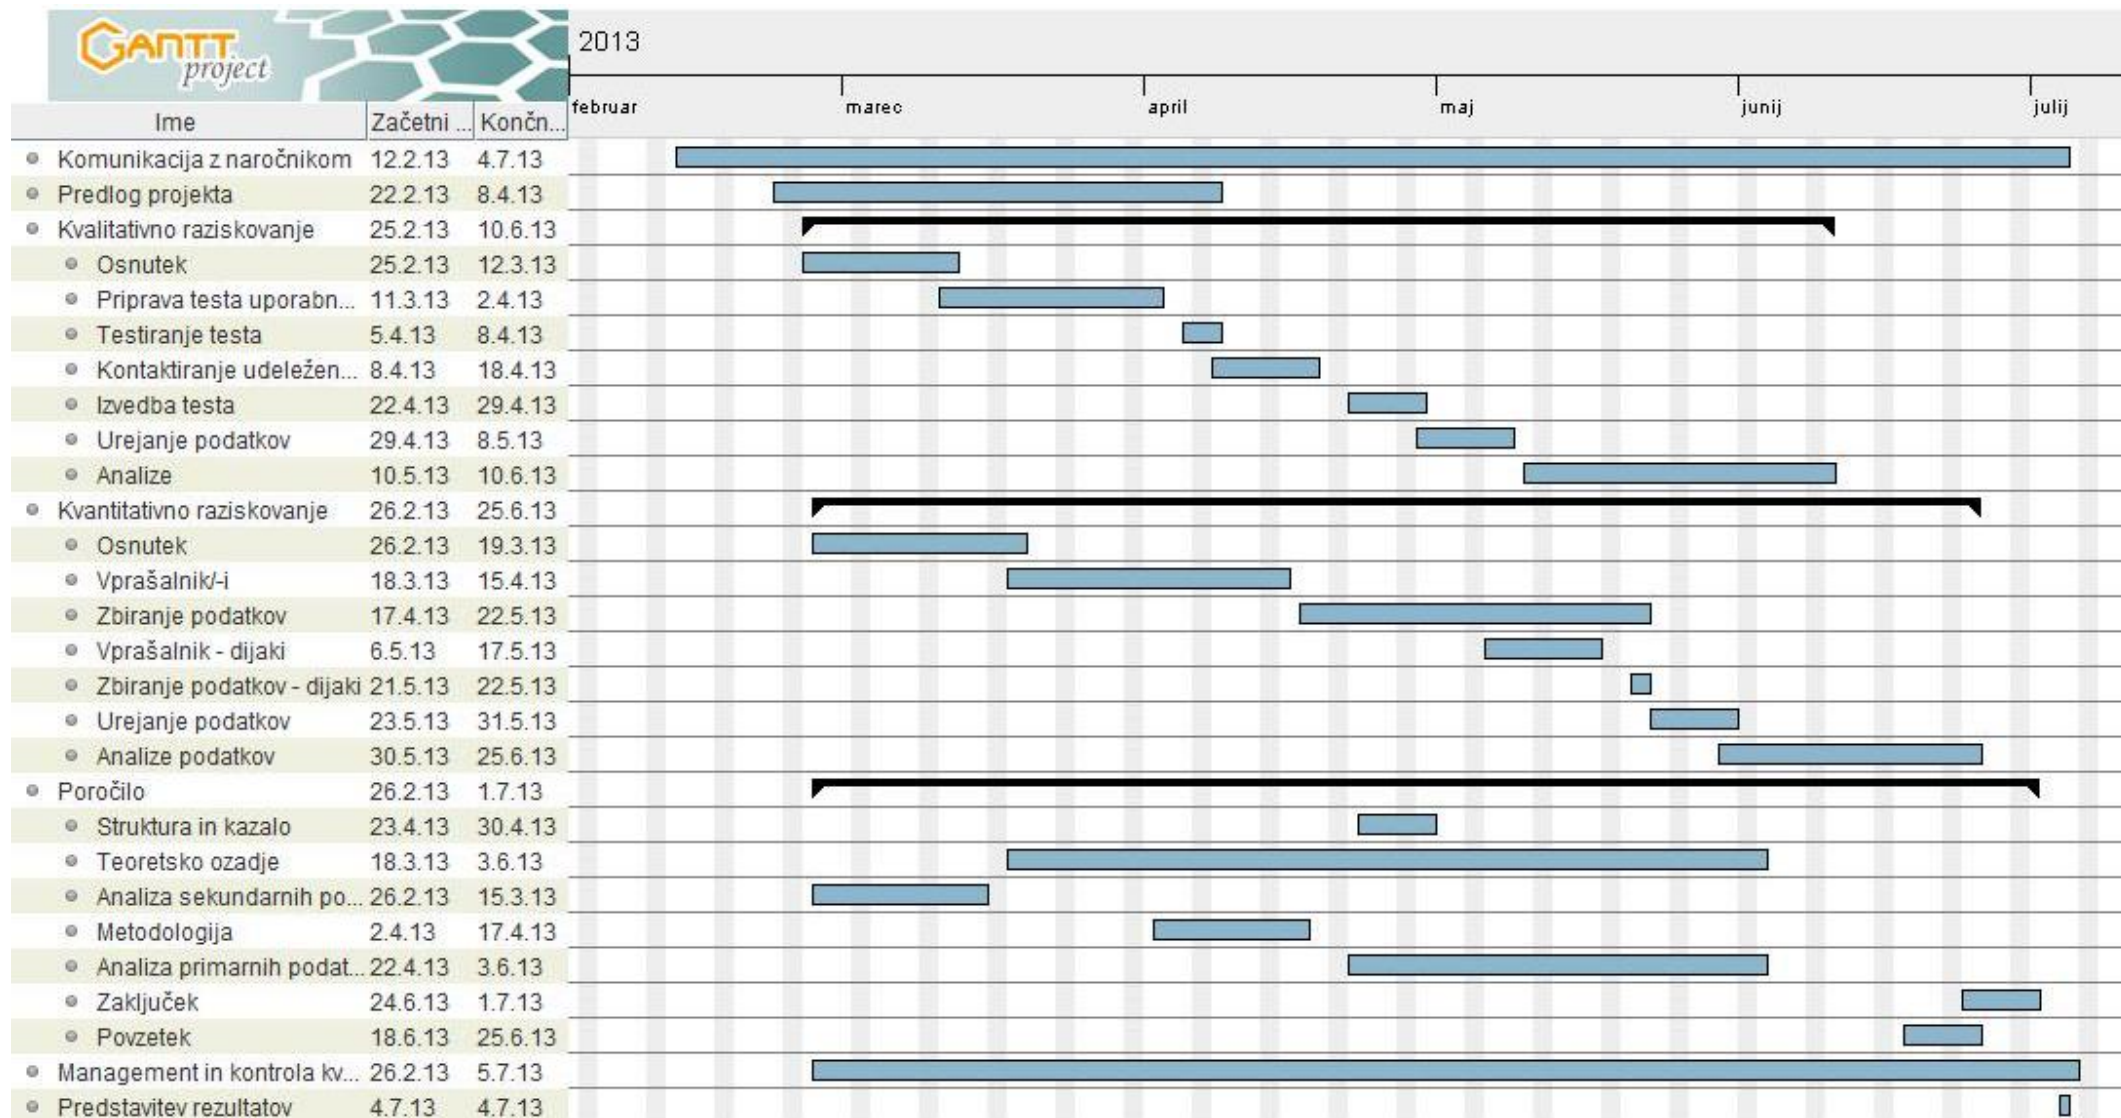 GANTT
project
2013
februar marec april maj junij julij
Ime Začetni ... Končn...
Komunikacija z naročnikom 12.2.13 4.7.13
Predlog projekta 22.2.13 8.4.13
Kvalitativno raziskovanje 25.2.13 10.6.13
Osnutek 25.2.13 12.3.13
Priprava testa uporabn... 11.3.13 2.4.13
Testiranje testa 5.4.13 8.4.13
Kontaktiranje udeležen... 8.4.13 18.4.13
Izvedba testa 22.4.13 29.4.13
Urejanje podatkov 29.4.13 8.5.13
Analize 10.5.13 10.6.13
Kvantitativno raziskovanje 26.2.13 25.6.13
Osnutek 26.2.13 19.3.13
Vprašalnik/-i 18.3.13 15.4.13
Zbiranje podatkov 17.4.13 22.5.13
Vprašalnik - dijaki 6.5.13 17.5.13
Zbiranje podatkov - dijaki 21.5.13 22.5.13
Urejanje podatkov 23.5.13 31.5.13
Analize podatkov 30.5.13 25.6.13
Poročilo 26.2.13 1.7.13
Struktura in kazalo 23.4.13 30.4.13
Teoretsko ozadje 18.3.13 3.6.13
Analiza sekundarnih po... 26.2.13 15.3.13
Metodologija 2.4.13 17.4.13
Analiza primarnih podat... 22.4.13 3.6.13
Zaključek 24.6.13 1.7.13
Povzetek 18.6.13 25.6.13
Management in kontrola kv... 26.2.13 5.7.13
Predstavitev rezultatov 4.7.13 4.7.13